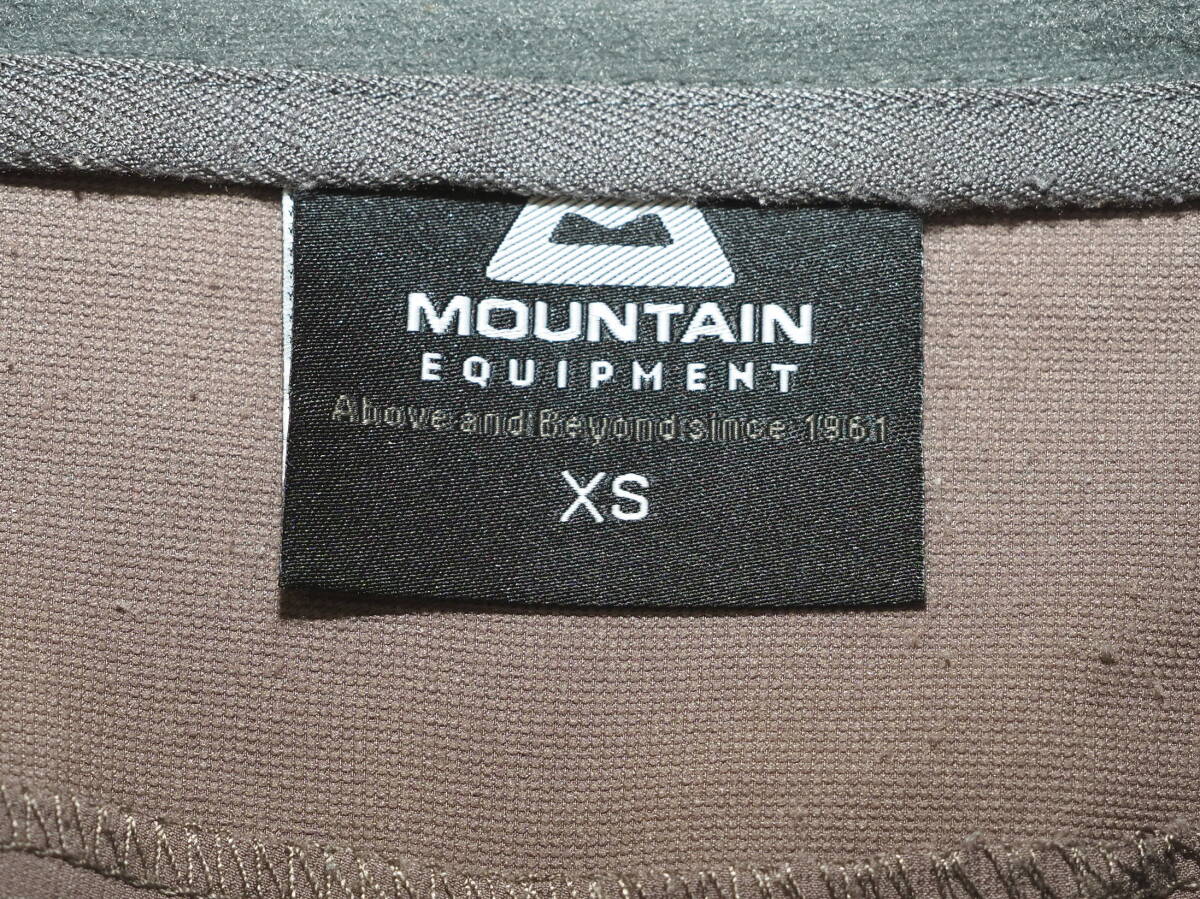 MOUNTAIN
EQUIPMENT
Above and Beyond since 1961
XS